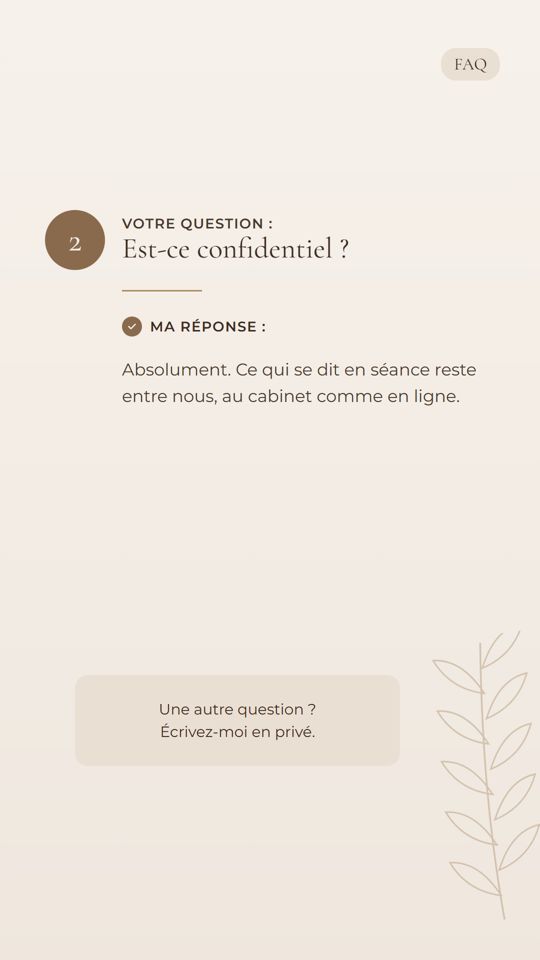 FAQ
2
VOTRE QUESTION :
Est-ce confidentiel ?
MA RÉPONSE :
Absolument. Ce qui se dit en séance reste
entre nous, au cabinet comme en ligne.
Une autre question ?
Écrivez-moi en privé.